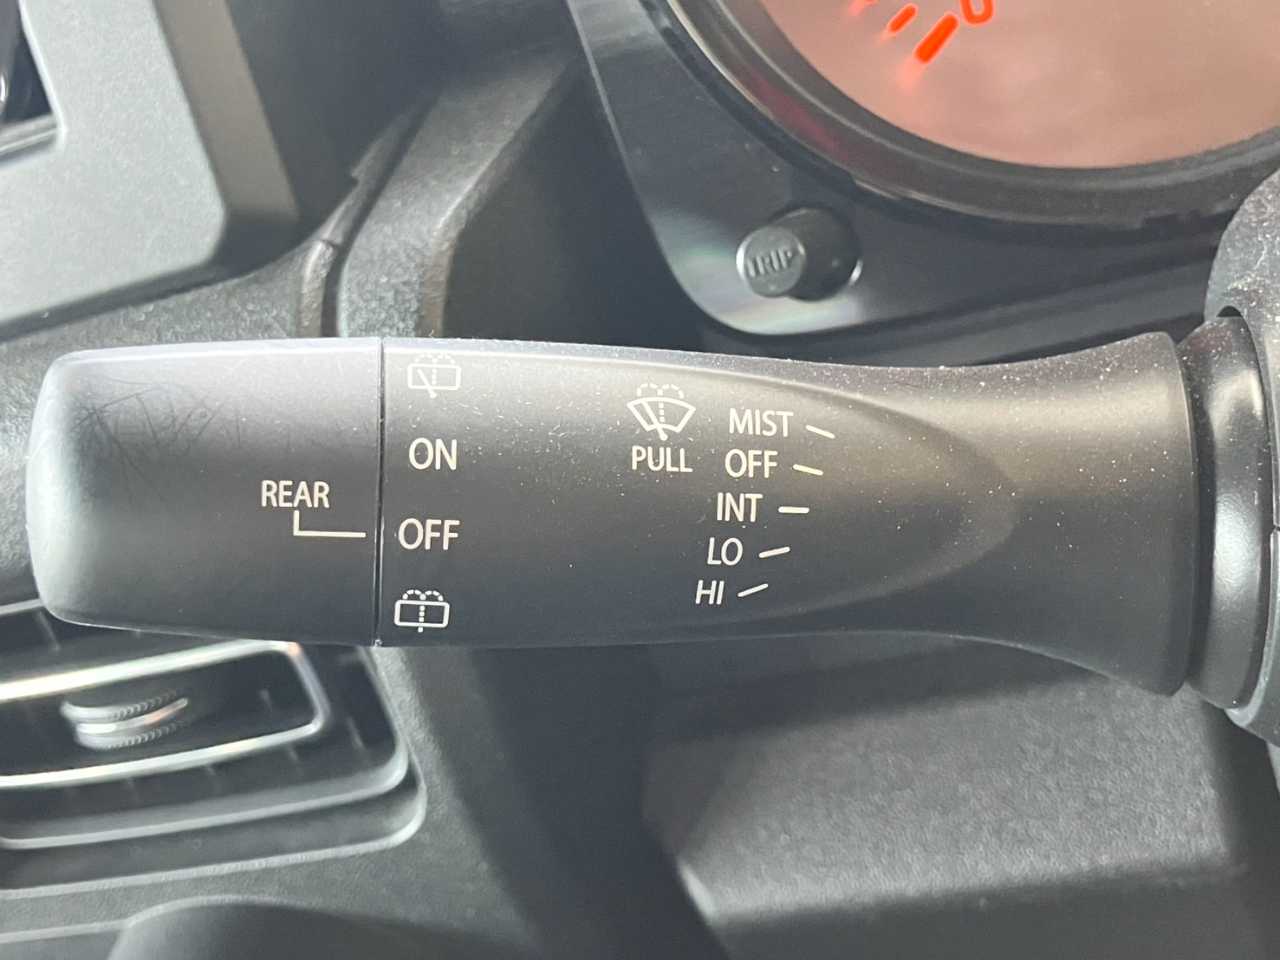 TRIP
ON
REAR
OFF
PULL
MIST
OFF
INT
LO
HI